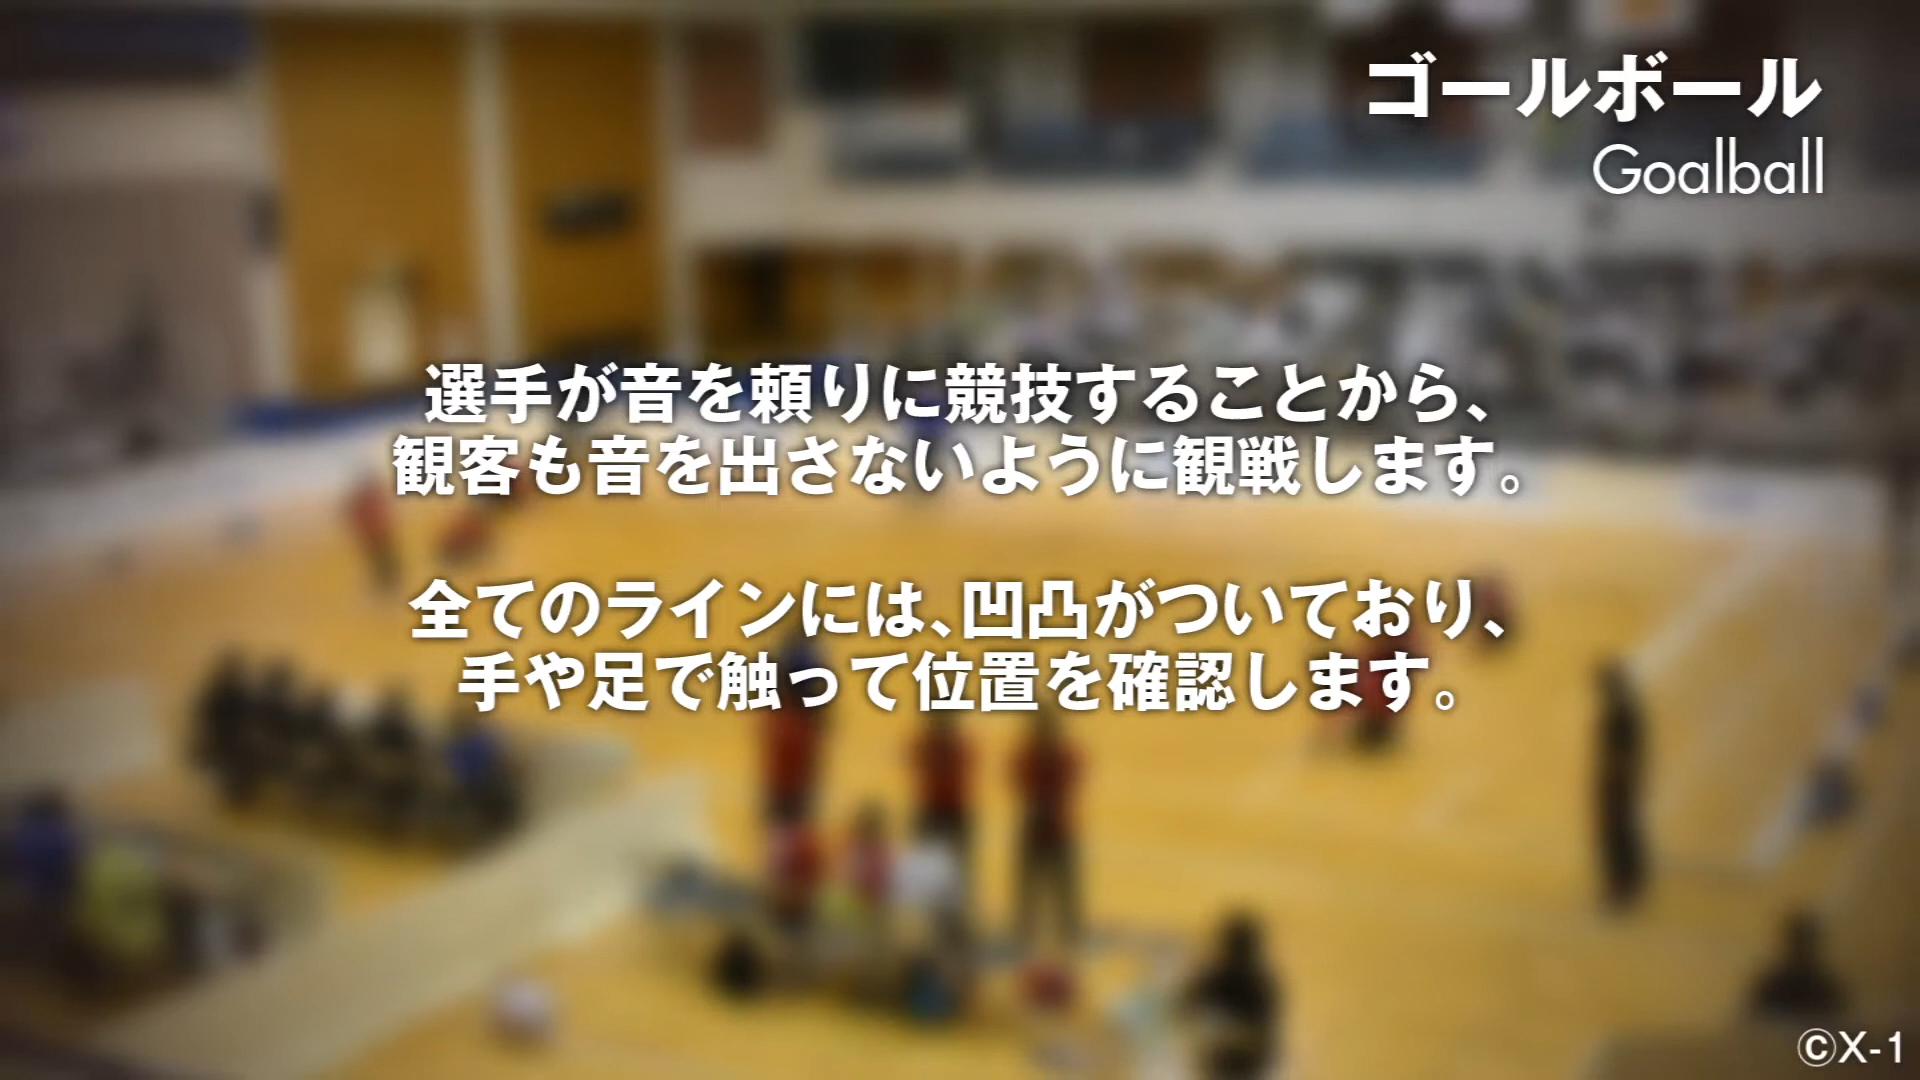 ゴールボール
Goalball
選手が音を頼りに競技することから、
観客も音を出さないように観戦します。
全てのラインには、凹凸がついており、
手や足で触って位置を確認します。
©X-1